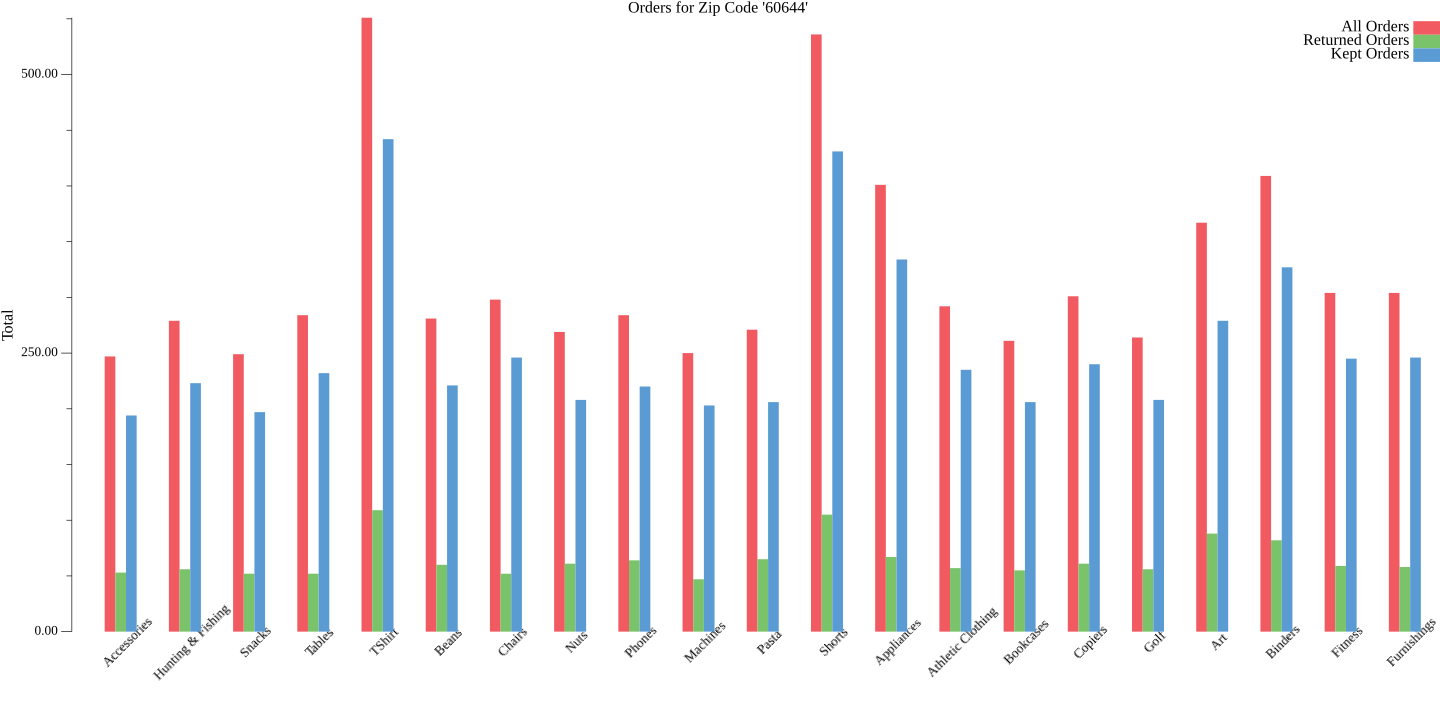 Orders for Zip Code '60644'
All Orders
Returned Orders
Kept Orders
500.00
250.00
0.00
Total
Accessories
Hunting & Fishing
Snacks
Tables
TShirt
Beans
Chairs
Nuts
Phones
Machines
Pasta
Shorts
Appliances
Athletic Clothing
Bookcases
Copiers
Golf
Art
Binders
Fitness
Furnishings